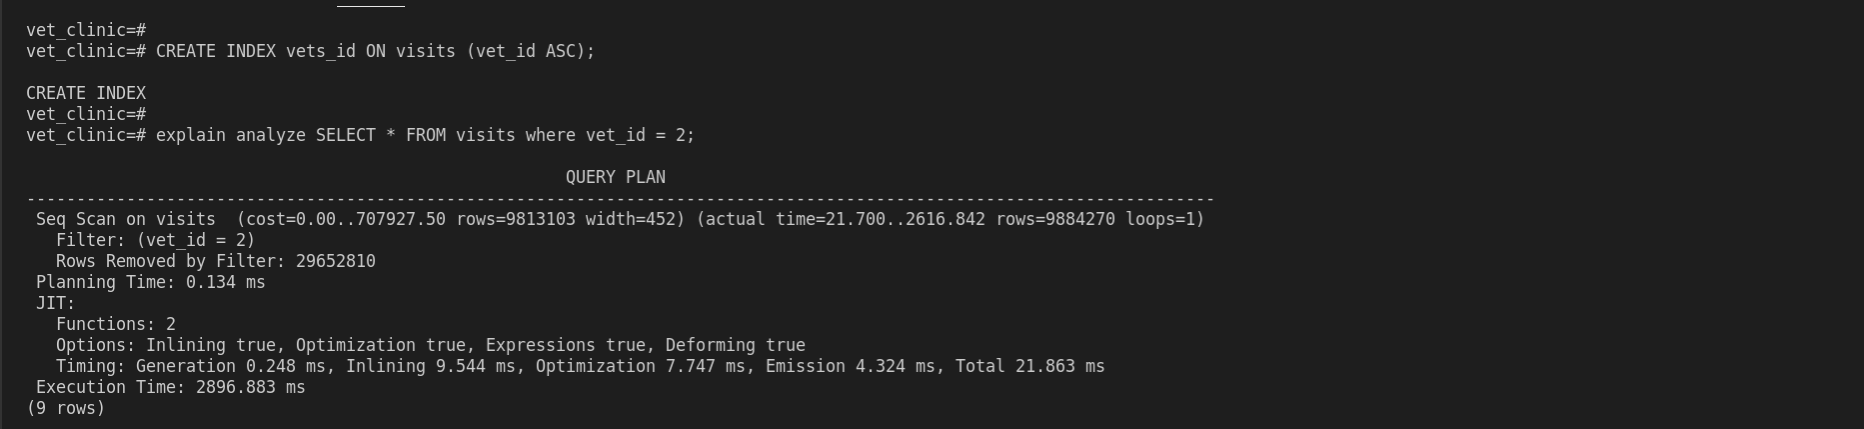 vet_clinic=#
vet_clinic=# CREATE INDEX vets_id ON visits (vet_id ASC);
CREATE INDEX
vet_clinic=#
vet_clinic=# explain analyze SELECT * FROM visits where vet_id = 2;
QUERY PLAN
-----------------------------------------------------------------------------------------------------------------------
Seq Scan on visits  (cost=0.00..707927.50 rows=9813103 width=452) (actual time=21.700..2616.842 rows=9884270 loops=1)
Filter: (vet_id = 2)
Rows Removed by Filter: 29652810
Planning Time: 0.134 ms
JIT:
Functions: 2
Options: Inlining true, Optimization true, Expressions true, Deforming true
Timing: Generation 0.248 ms, Inlining 9.544 ms, Optimization 7.747 ms, Emission 4.324 ms, Total 21.863 ms
Execution Time: 2896.883 ms
(9 rows)